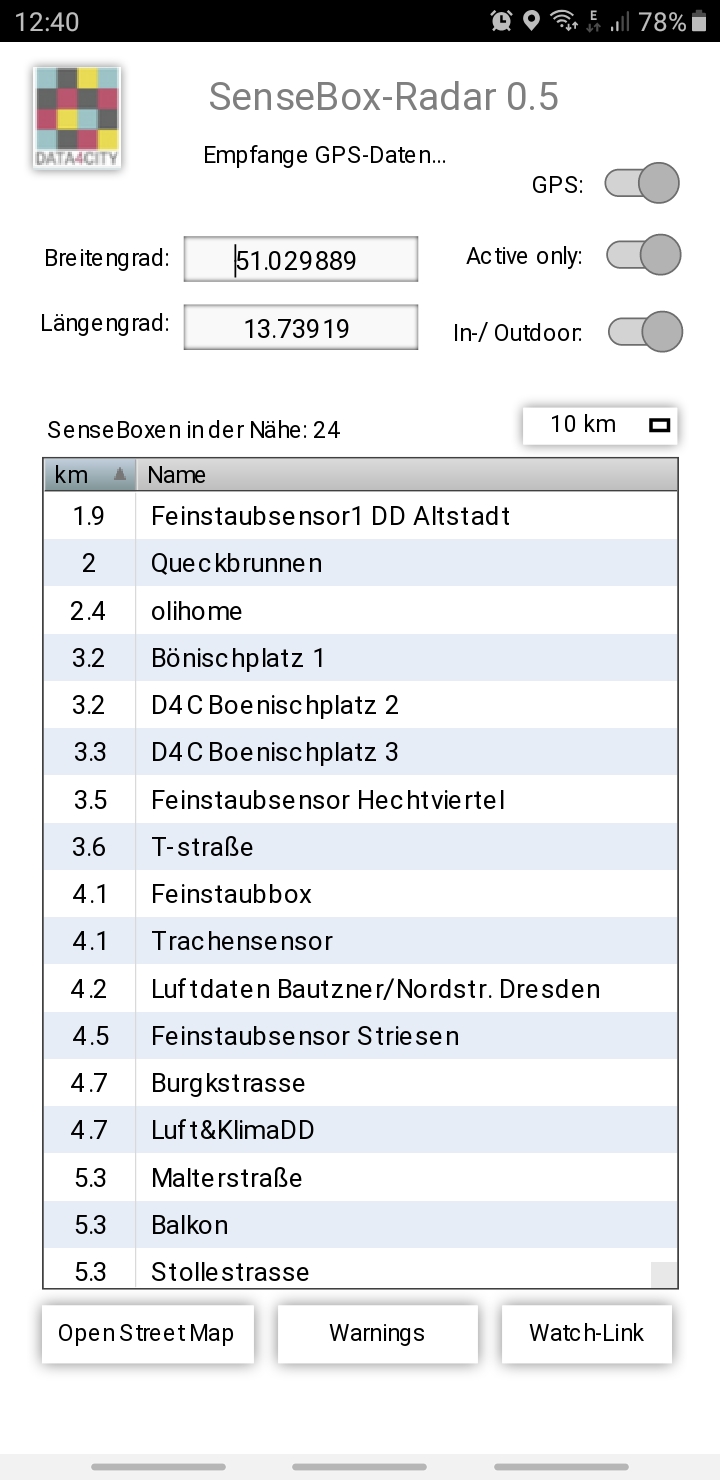 12:40
E
78%
DATA4CITY
SenseBox-Radar 0.5
Empfange GPS-Daten...
GPS:
Breitengrad: 51.029889 Active only:
Längengrad: 13.73919 In-/ Outdoor:
SenseBoxen in der Nähe: 24 10 km
km Name
1.9 Feinstaubsensor1 DD Altstadt
2 Queckbrunnen
2.4 olihome
3.2 Bönischplatz 1
3.2 D4C Boenischplatz 2
3.3 D4C Boenischplatz 3
3.5 Feinstaubsensor Hechtviertel
3.6 T-straße
4.1 Feinstaubbox
4.1 Trachensensor
4.2 Luftdaten Bautzner/Nordstr. Dresden
4.5 Feinstaubsensor Striesen
4.7 Burgkstrasse
4.7 Luft&KlimaDD
5.3 Malterstraße
5.3 Balkon
5.3 Stollestrasse
OpenStreetMap Warnings Watch-Link